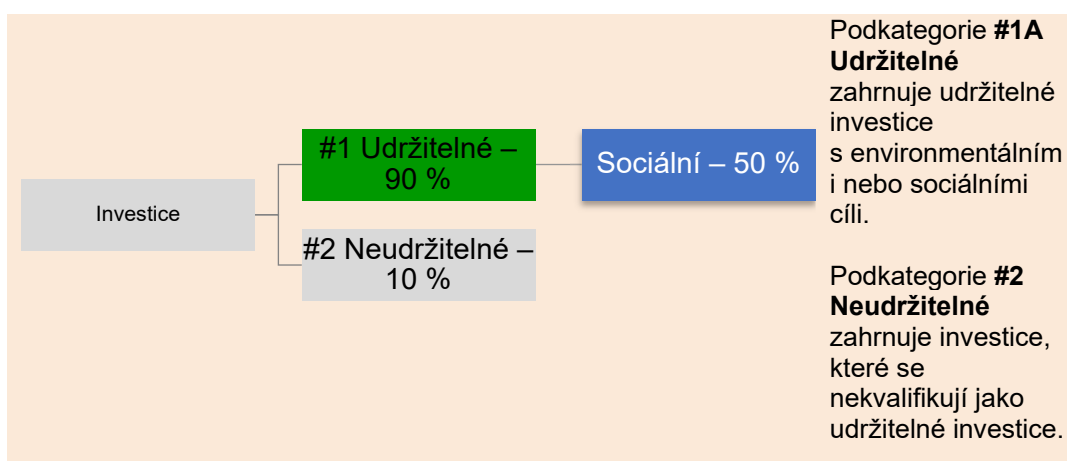 Investice
#1 Udržitelné –
90 %
#2 Neudržitelné –
10 %
Sociální – 50 %
Podkategorie #1A
Udržitelné
zahrnuje udržitelné
investice
s environmentálním
i nebo sociálními
cíli.
Podkategorie #2
Neudržitelné
zahrnuje investice,
které se
nekvalifikují jako
udržitelné investice.